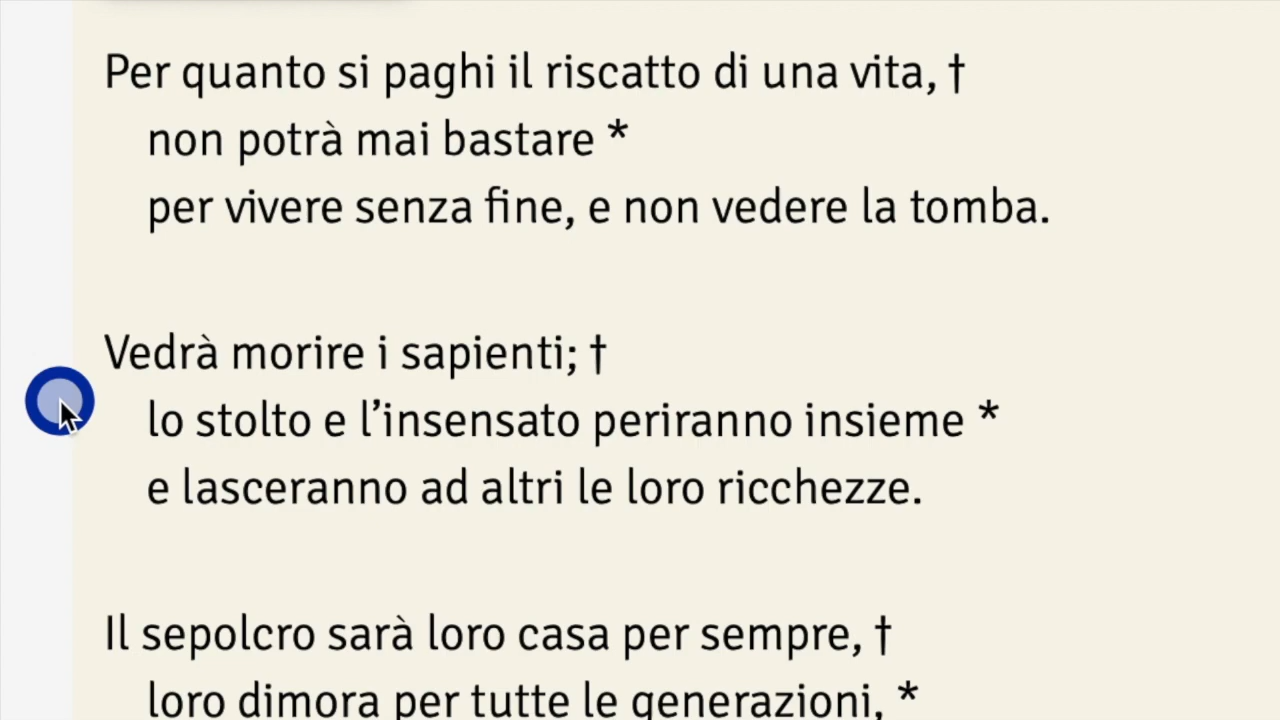 Per quanto si paghi il riscatto di una vita, †
non potrà mai bastare *
per vivere senza fine, e non vedere la tomba.
Vedrà morire i sapienti; †
lo stolto e l’insensato periranno insieme *
e lasceranno ad altri le loro ricchezze.
Il sepolcro sarà loro casa per sempre, †
loro dimora per tutte le generazioni, *